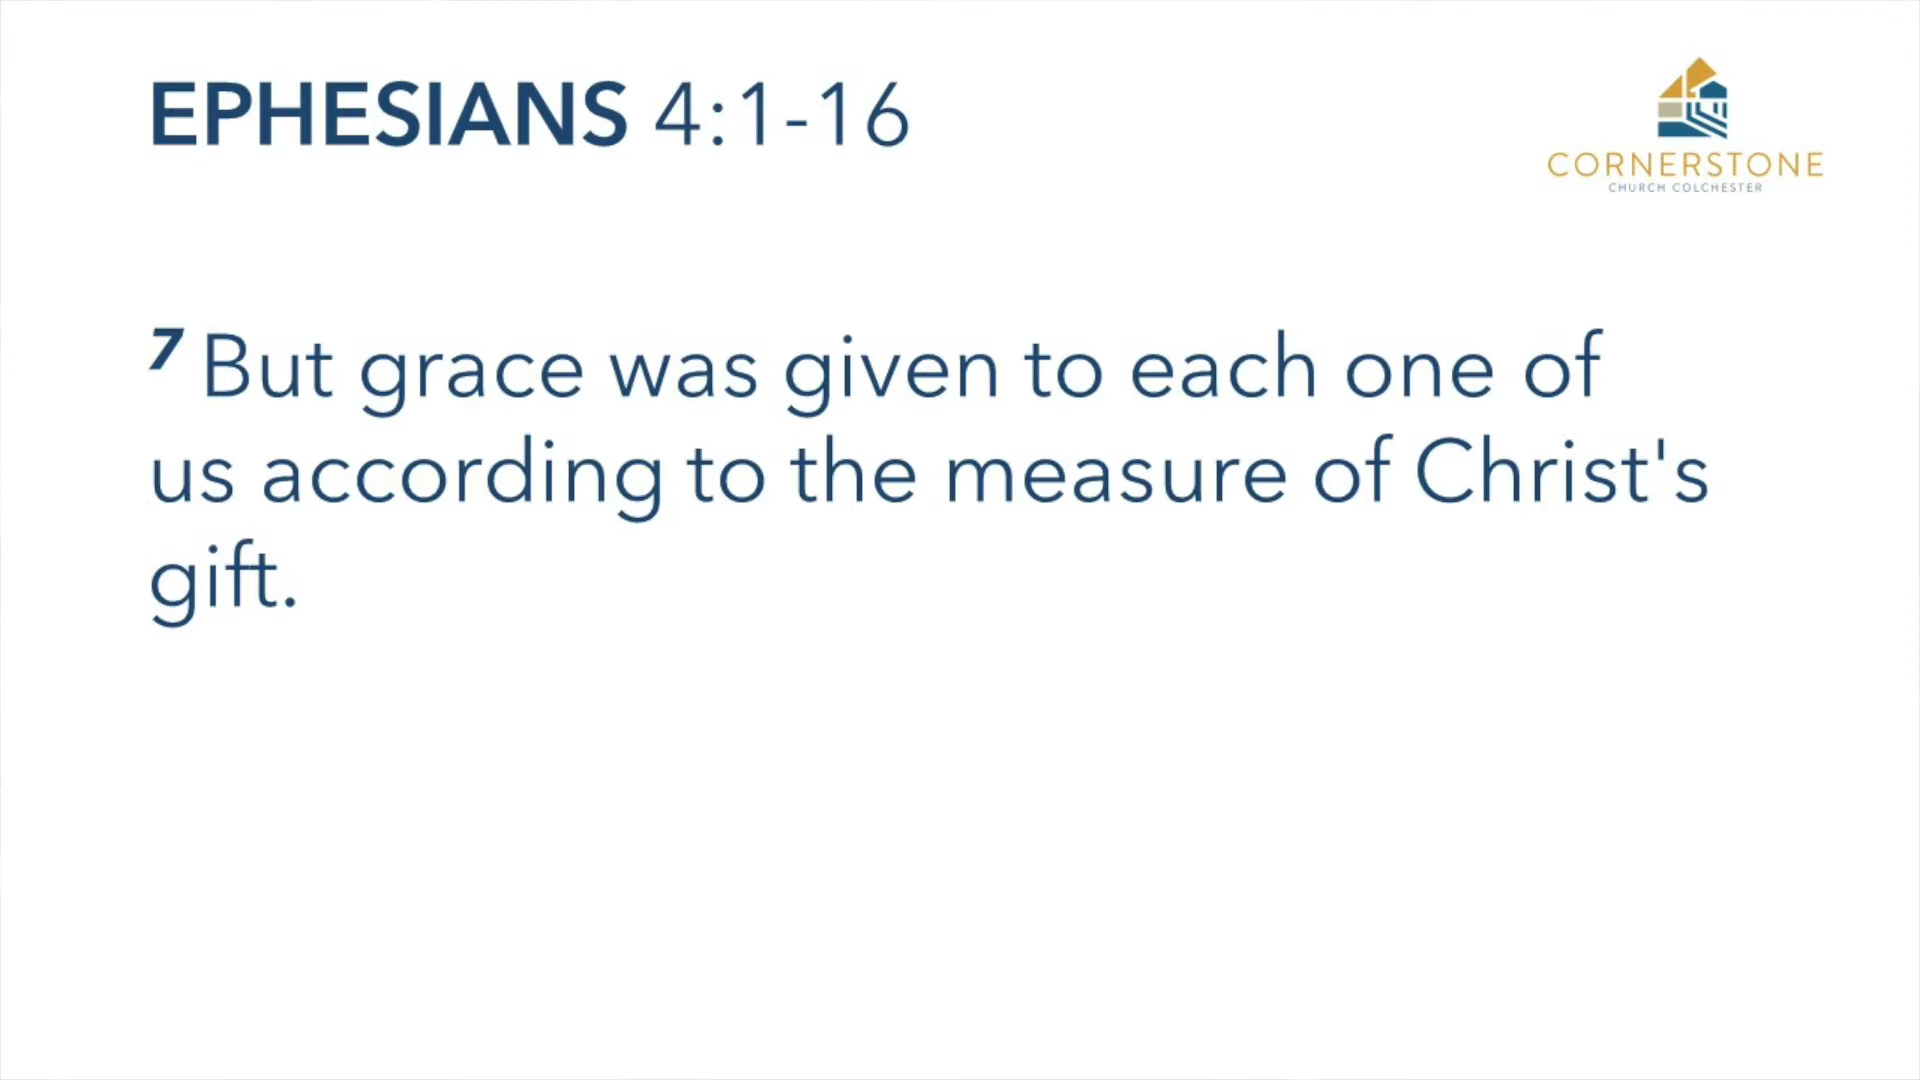 EPHESIANS 4:1-16
CORNERSTONE
CHURCH COLCHESTER
7 But grace was given to each one of
us according to the measure of Christ's
gift.